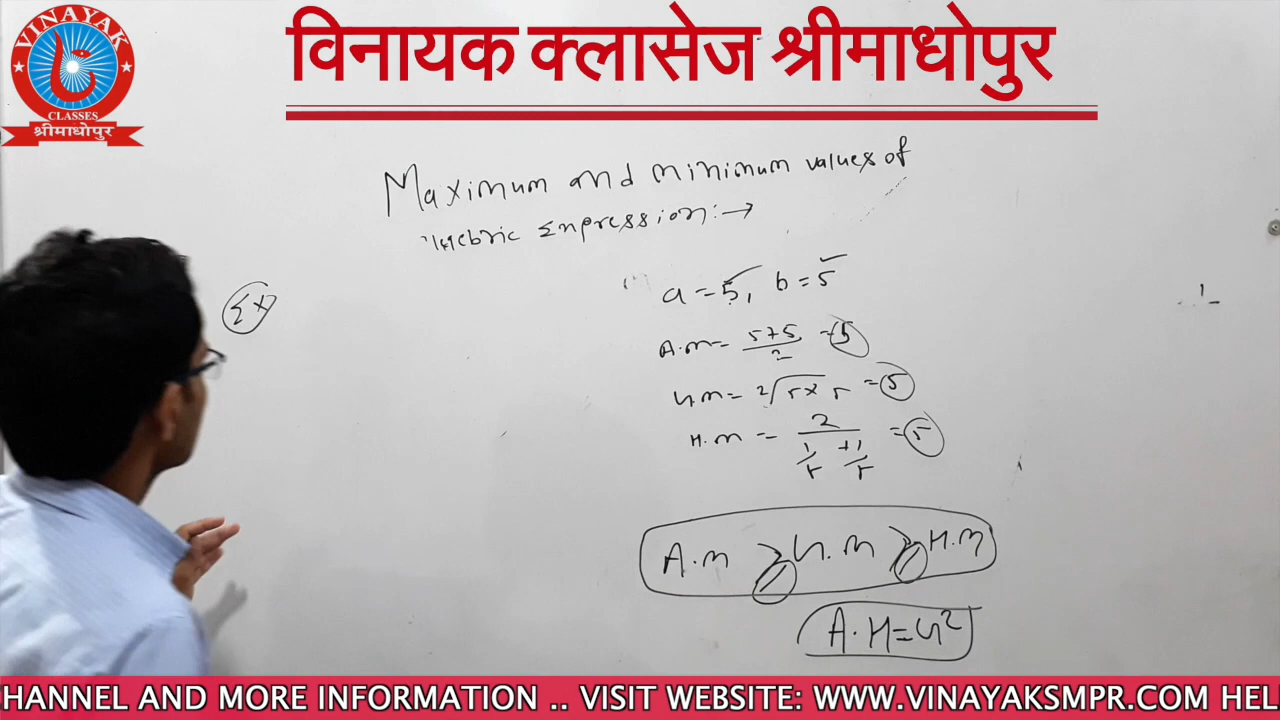 VINAYAK
CLASSES
श्रीमाधोपुर
विनायक क्लासेज श्रीमाधोपुर
Maximum and minimum values of
Expression:→
Ex
a = 5, b = 5
A.m = 5+5/2 = 5
G.m = 2√5×5 = 5
H.m = 2/(1/5 + 1/5) = 5
A.m ≥ G.m ≥ H.m
A.H = G2
HANNEL AND MORE INFORMATION .. VISIT WEBSITE: WWW.VINAYAKSMPR.COM HEL